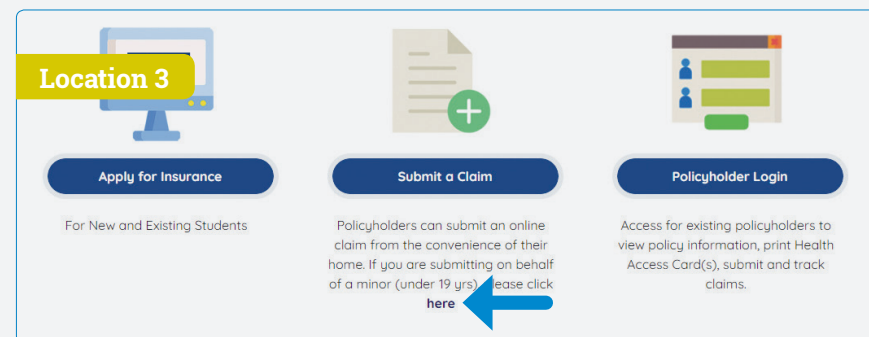 Location 3
Apply for Insurance
For New and Existing Students
Submit a Claim
Policyholders can submit an online
claim from the convenience of their
home. If you are submitting on behalf
of a minor (under 19 yrs) please click
here
Policyholder Login
Access for existing policyholders to
view policy information, print Health
Access Card(s), submit and track
claims.